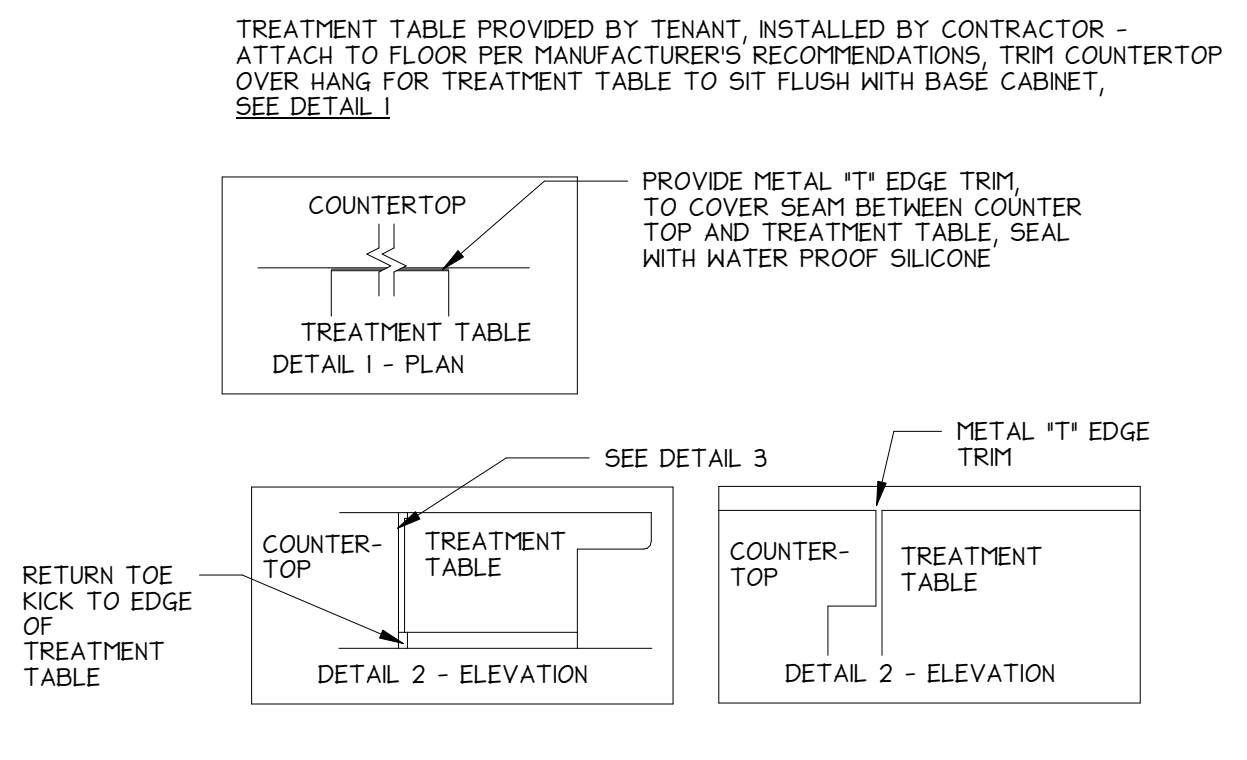 TREATMENT TABLE PROVIDED BY TENANT, INSTALLED BY CONTRACTOR -
ATTACH TO FLOOR PER MANUFACTURER'S RECOMMENDATIONS, TRIM COUNTERTOP
OVER HANG FOR TREATMENT TABLE TO SIT FLUSH WITH BASE CABINET,
SEE DETAIL 1
COUNTERTOP
TREATMENT TABLE
DETAIL 1 - PLAN
PROVIDE METAL "T" EDGE TRIM,
TO COVER SEAM BETWEEN COUNTER
TOP AND TREATMENT TABLE, SEAL
WITH WATER PROOF SILICONE
SEE DETAIL 3
COUNTER-
TOP
TREATMENT
TABLE
RETURN TOE
KICK TO EDGE
OF
TREATMENT
TABLE
DETAIL 2 - ELEVATION
METAL "T" EDGE
TRIM
COUNTER-
TOP
TREATMENT
TABLE
DETAIL 2 - ELEVATION